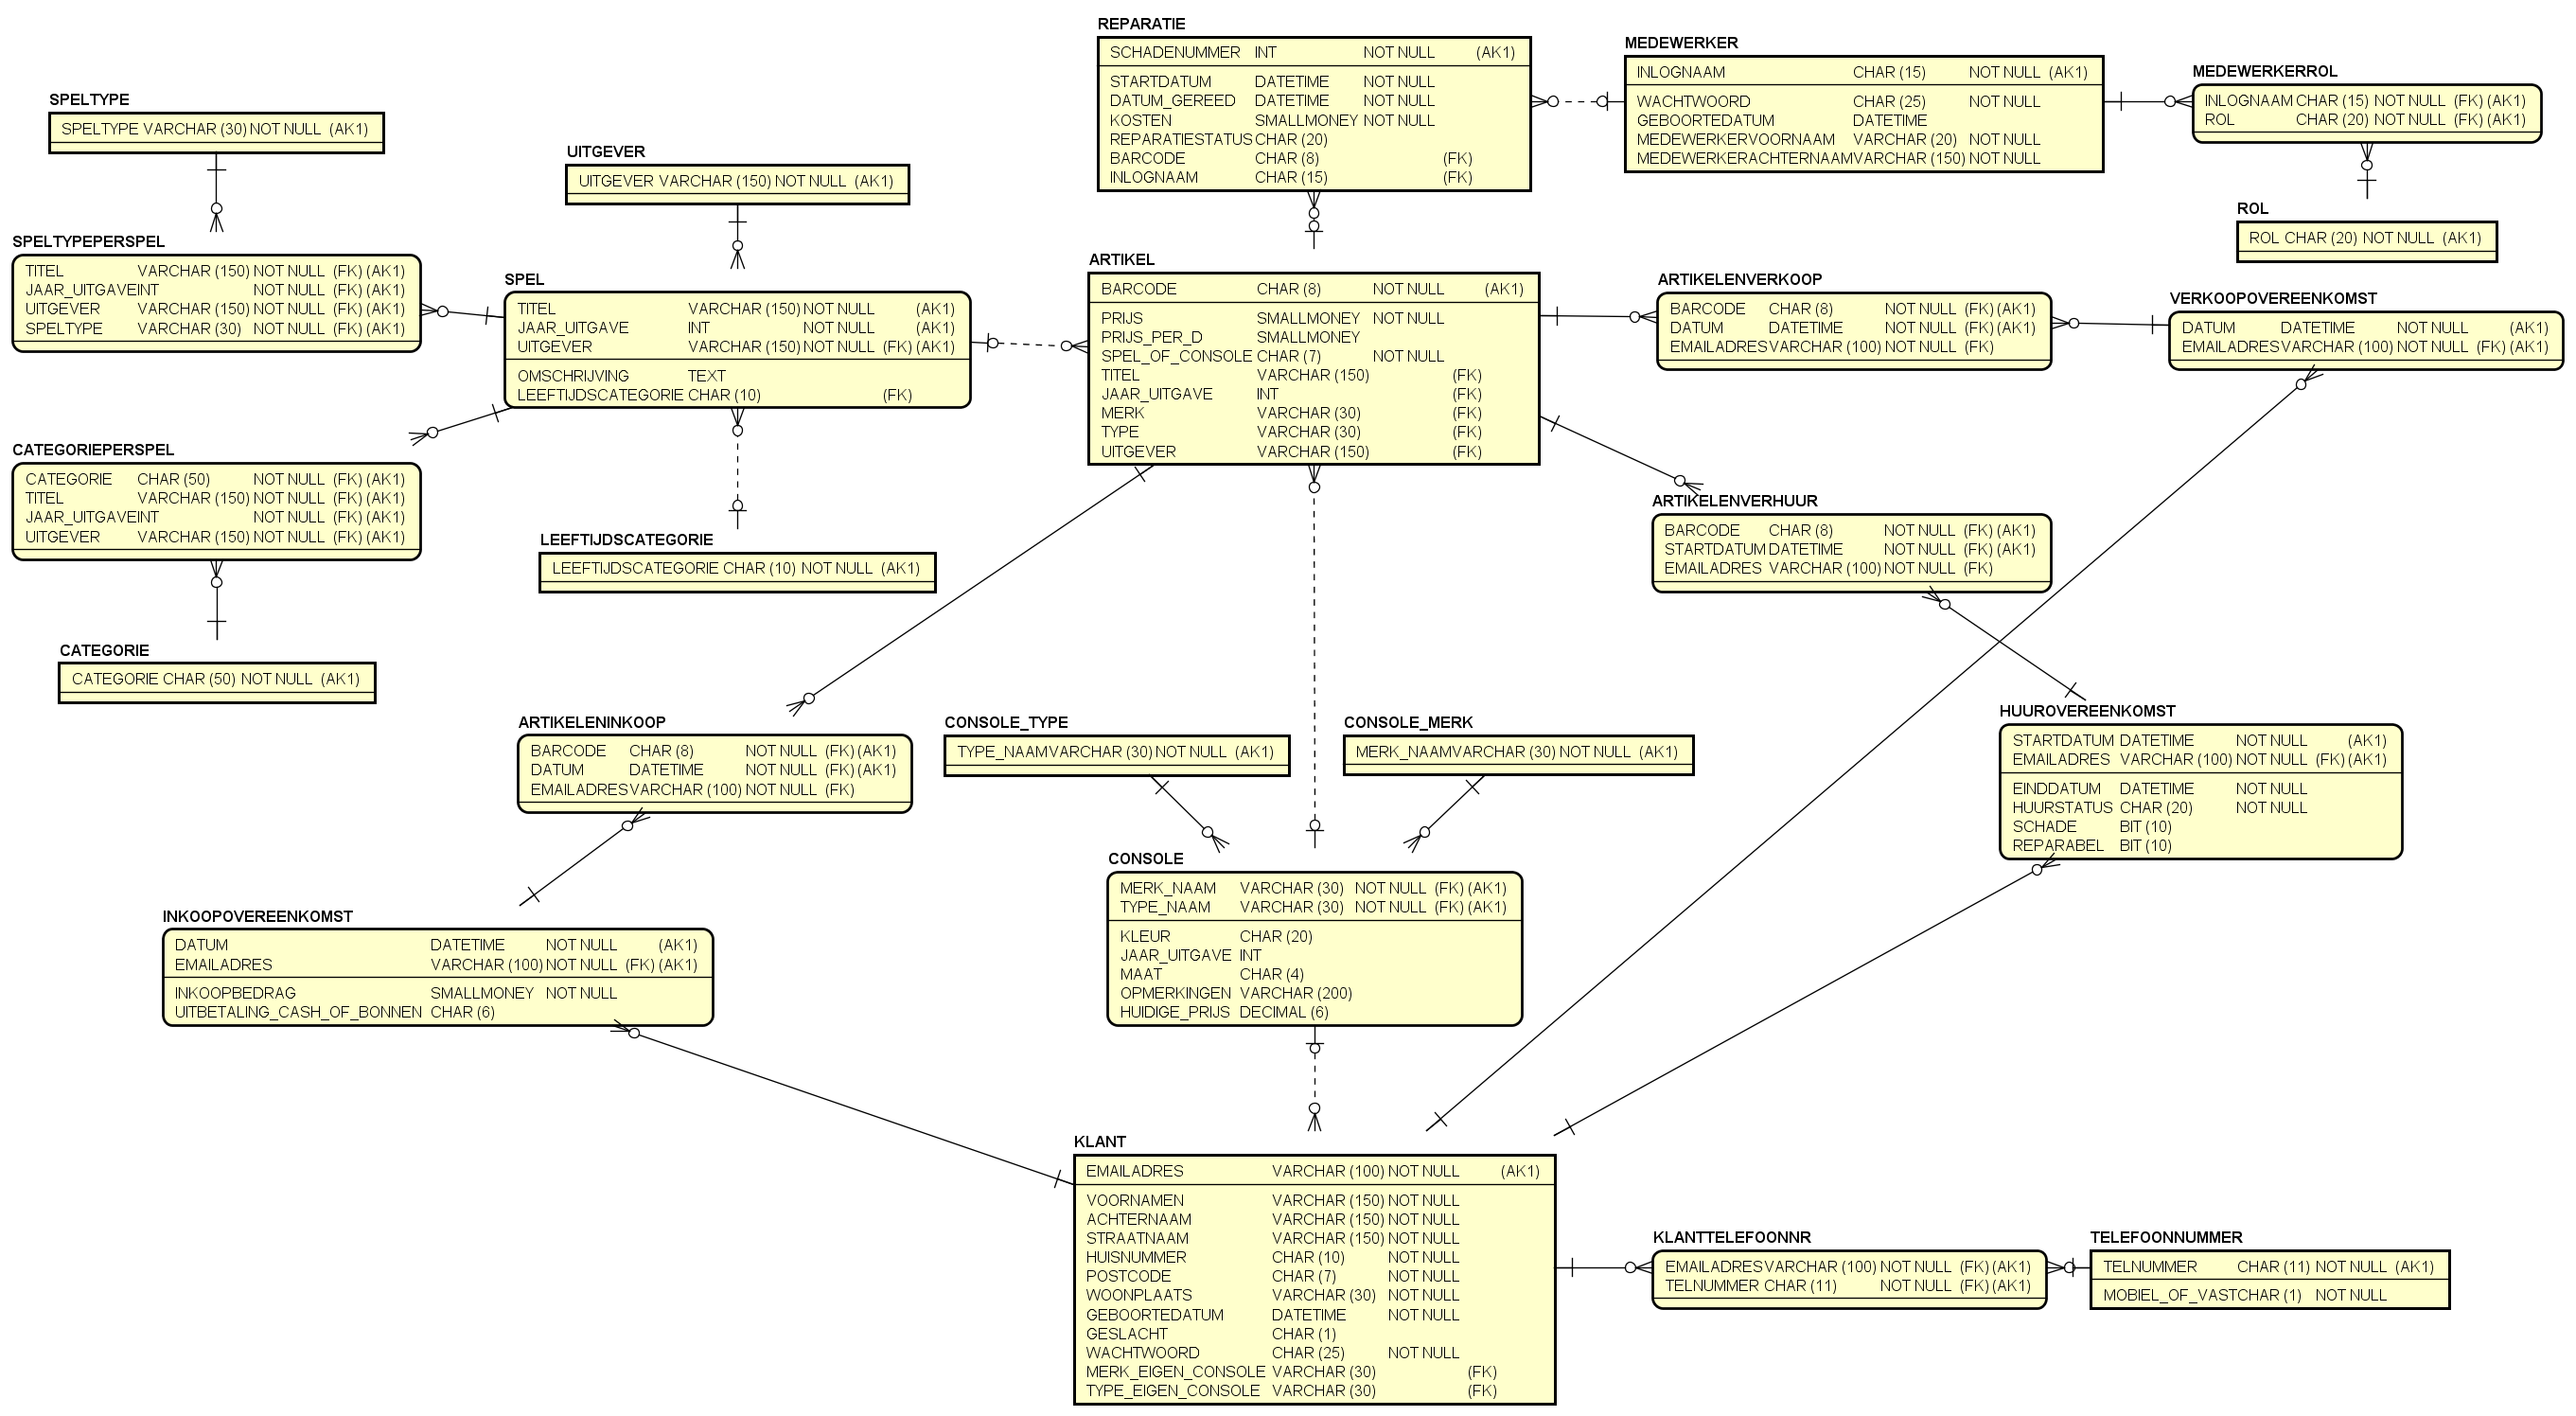 REPARATIE
SCHADENUMMER INT NOT NULL (AK1)
STARTDATUM DATETIME NOT NULL
DATUM_GEREED DATETIME NOT NULL
KOSTEN SMALLMONEY NOT NULL
REPARATIESTATUS CHAR (20)
BARCODE CHAR (8) (FK)
INLOGNAAM CHAR (15) (FK)
MEDEWERKER
INLOGNAAM CHAR (15) NOT NULL (AK1)
WACHTWOORD CHAR (25) NOT NULL
GEBOORTEDATUM DATETIME
MEDEWERKERVOORNAAM VARCHAR (20) NOT NULL
MEDEWERKERACHTERNAAM VARCHAR (150) NOT NULL
MEDEWERKERROL
INLOGNAAM CHAR (15) NOT NULL (FK) (AK1)
ROL CHAR (20) NOT NULL (FK) (AK1)
SPELTYPE
SPELTYPE VARCHAR (30) NOT NULL (AK1)
UITGEVER
UITGEVER VARCHAR (150) NOT NULL (AK1)
ROL
ROL CHAR (20) NOT NULL (AK1)
SPELTYPEPERSPEL
TITEL VARCHAR (150) NOT NULL (FK) (AK1)
JAAR_UITGAVE INT NOT NULL (FK) (AK1)
UITGEVER VARCHAR (150) NOT NULL (FK) (AK1)
SPELTYPE VARCHAR (30) NOT NULL (FK) (AK1)
SPEL
TITEL VARCHAR (150) NOT NULL (AK1)
JAAR_UITGAVE INT NOT NULL (AK1)
UITGEVER VARCHAR (150) NOT NULL (FK) (AK1)
OMSCHRIJVING TEXT
LEEFTIJDSCATEGORIE CHAR (10) (FK)
ARTIKEL
BARCODE CHAR (8) NOT NULL (AK1)
PRIJS SMALLMONEY NOT NULL
PRIJS_PER_D SMALLMONEY
SPEL_OF_CONSOLE CHAR (7) NOT NULL
TITEL VARCHAR (150) (FK)
JAAR_UITGAVE INT (FK)
MERK VARCHAR (30) (FK)
TYPE VARCHAR (30) (FK)
UITGEVER VARCHAR (150) (FK)
ARTIKELENVERKOOP
BARCODE CHAR (8) NOT NULL (FK) (AK1)
DATUM DATETIME NOT NULL (FK) (AK1)
EMAILADRES VARCHAR (100) NOT NULL (FK)
VERKOOPOVEREENKOMST
DATUM DATETIME NOT NULL (AK1)
EMAILADRES VARCHAR (100) NOT NULL (FK) (AK1)
CATEGORIEPERSPEL
CATEGORIE CHAR (50) NOT NULL (FK) (AK1)
TITEL VARCHAR (150) NOT NULL (FK) (AK1)
JAAR_UITGAVE INT NOT NULL (FK) (AK1)
UITGEVER VARCHAR (150) NOT NULL (FK) (AK1)
LEEFTIJDSCATEGORIE
LEEFTIJDSCATEGORIE CHAR (10) NOT NULL (AK1)
ARTIKELENVERHUUR
BARCODE CHAR (8) NOT NULL (FK) (AK1)
STARTDATUM DATETIME NOT NULL (FK) (AK1)
EMAILADRES VARCHAR (100) NOT NULL (FK)
CATEGORIE
CATEGORIE CHAR (50) NOT NULL (AK1)
ARTIKELENINKOOP
BARCODE CHAR (8) NOT NULL (FK) (AK1)
DATUM DATETIME NOT NULL (FK) (AK1)
EMAILADRES VARCHAR (100) NOT NULL (FK)
CONSOLE_TYPE
TYPE_NAAM VARCHAR (30) NOT NULL (AK1)
CONSOLE_MERK
MERK_NAAM VARCHAR (30) NOT NULL (AK1)
HUUROVEREENKOMST
STARTDATUM DATETIME NOT NULL (AK1)
EMAILADRES VARCHAR (100) NOT NULL (FK) (AK1)
EINDDATUM DATETIME NOT NULL
HUURSTATUS CHAR (20) NOT NULL
SCHADE BIT (10)
REPARABEL BIT (10)
CONSOLE
MERK_NAAM VARCHAR (30) NOT NULL (FK) (AK1)
TYPE_NAAM VARCHAR (30) NOT NULL (FK) (AK1)
KLEUR CHAR (20)
JAAR_UITGAVE INT
MAAT CHAR (4)
OPMERKINGEN VARCHAR (200)
HUIDIGE_PRIJS DECIMAL (6)
INKOOPOVEREENKOMST
DATUM DATETIME NOT NULL (AK1)
EMAILADRES VARCHAR (100) NOT NULL (FK) (AK1)
INKOOPBEDRAG SMALLMONEY NOT NULL
UITBETALING_CASH_OF_BONNEN CHAR (6)
KLANT
EMAILADRES VARCHAR (100) NOT NULL (AK1)
VOORNAMEN VARCHAR (150) NOT NULL
ACHTERNAAM VARCHAR (150) NOT NULL
STRAATNAAM VARCHAR (150) NOT NULL
HUISNUMMER CHAR (10) NOT NULL
POSTCODE CHAR (7) NOT NULL
WOONPLAATS VARCHAR (30) NOT NULL
GEBOORTEDATUM DATETIME NOT NULL
GESLACHT CHAR (1)
WACHTWOORD CHAR (25) NOT NULL
MERK_EIGEN_CONSOLE VARCHAR (30) (FK)
TYPE_EIGEN_CONSOLE VARCHAR (30) (FK)
KLANTTELEFOONNR
EMAILADRES VARCHAR (100) NOT NULL (FK) (AK1)
TELNUMMER CHAR (11) NOT NULL (FK) (AK1)
TELEFOONNUMMER
TELNUMMER CHAR (11) NOT NULL (AK1)
MOBIEL_OF_VAST CHAR (1) NOT NULL